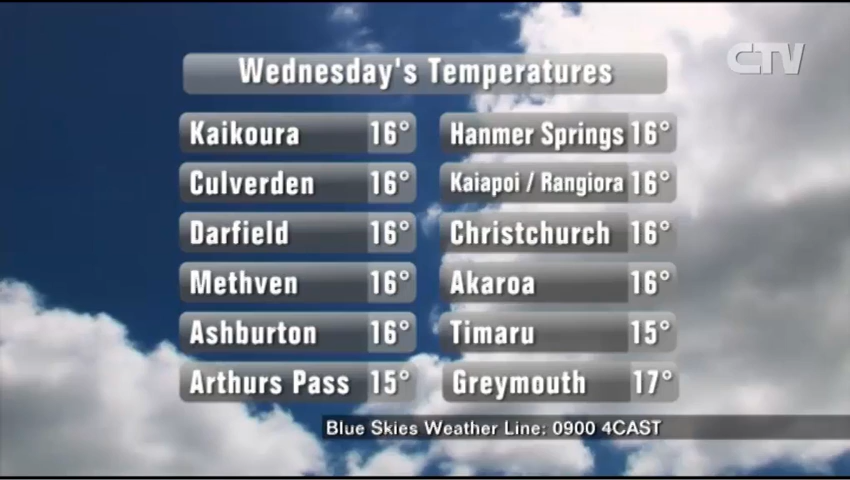 CTV
Wednesday's Temperatures
Kaikoura 16°
Hanmer Springs 16°
Culverden 16°
Kaiapoi / Rangiora 16°
Darfield 16°
Christchurch 16°
Methven 16°
Akaroa 16°
Ashburton 16°
Timaru 15°
Arthurs Pass 15°
Greymouth 17°
Blue Skies Weather Line: 0900 4CAST